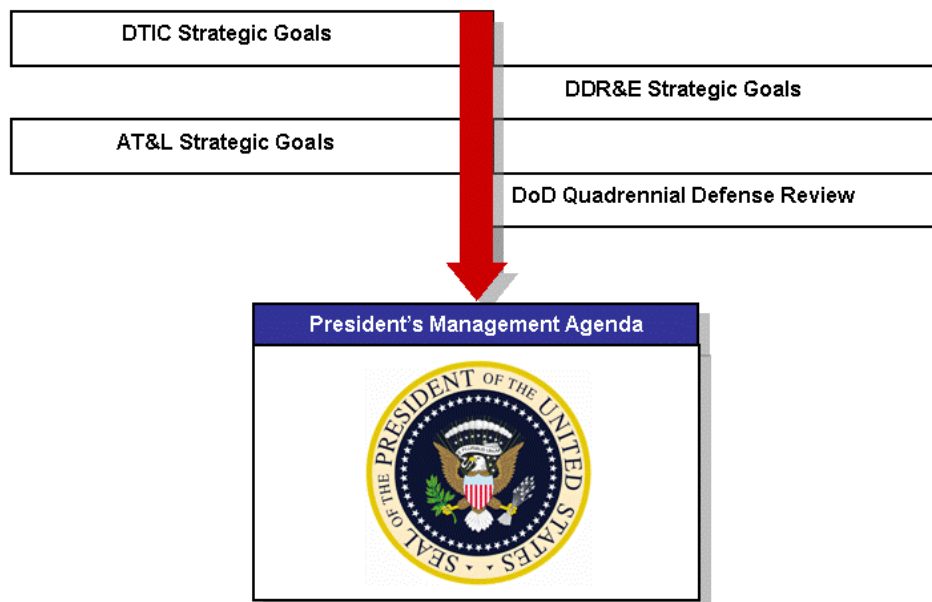 DTIC Strategic Goals
DDR&E Strategic Goals
AT&L Strategic Goals
DoD Quadrennial Defense Review
President's Management Agenda
SEAL OF THE PRESIDENT OF THE UNITED STATES